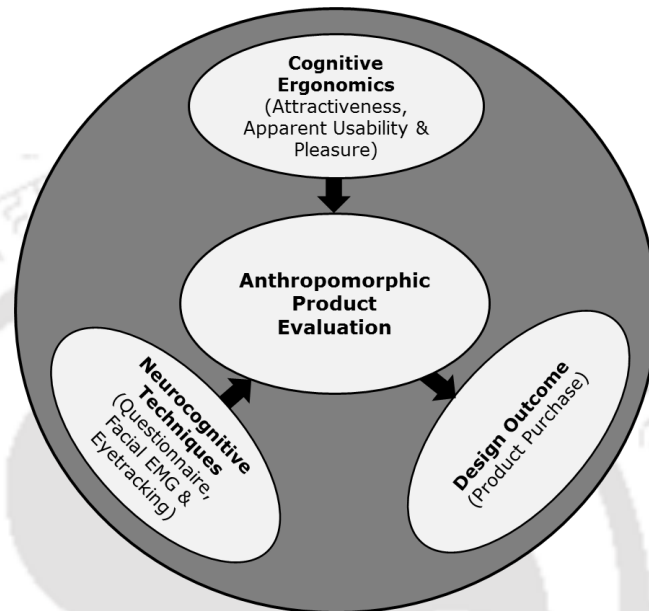 Cognitive
Ergonomics
(Attractiveness,
Apparent Usability &
Pleasure)
Anthropomorphic
Product
Evaluation
Neurocognitive
Techniques
(Questionnaire,
Facial EMG &
Eyetracking)
Design Outcome
(Product Purchase)